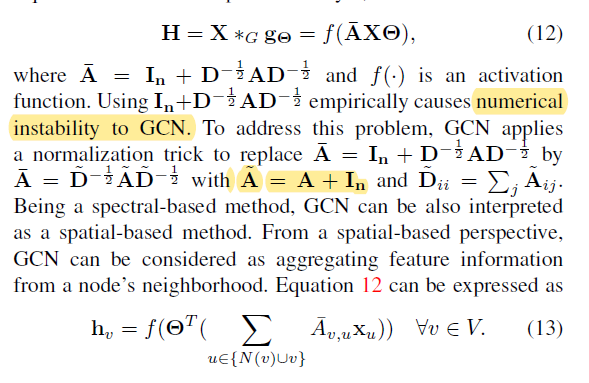 H = X ∗G gΘ = f(ĀXΘ), (12)
where Ā = In + D^{-1/2}AD^{-1/2} and f(·) is an activation
function. Using In+D^{-1/2}AD^{-1/2} empirically causes numerical
instability to GCN. To address this problem, GCN applies
a normalization trick to replace Ā = In + D^{-1/2}AD^{-1/2} by
Ā = D̃^{-1/2}ÃD̃^{-1/2} with Ã = A + In and D̃ii = ∑j Ãij.
Being a spectral-based method, GCN can be also interpreted
as a spatial-based method. From a spatial-based perspective,
GCN can be considered as aggregating feature information
from a node's neighborhood. Equation 12 can be expressed as
hv = f(Θ^T( ∑_{u∈{N(v)∪v}} Āv,u xu)) ∀v ∈ V. (13)